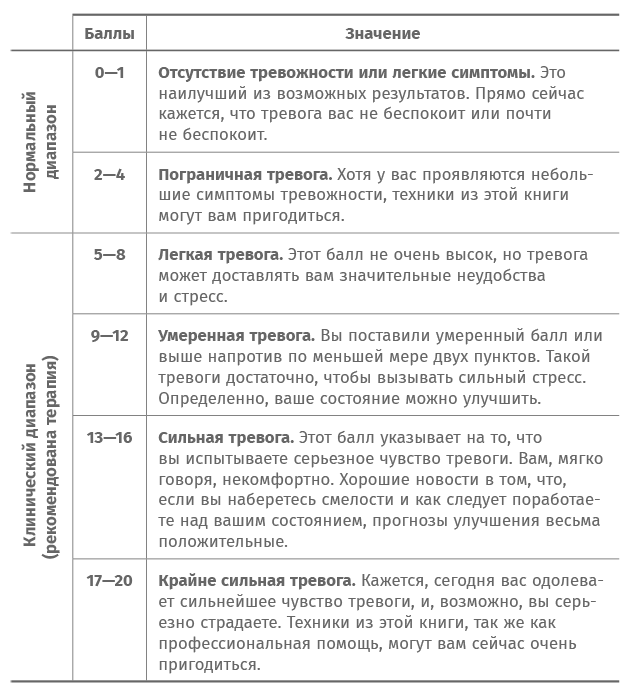 Баллы
Значение
Нормальный
диапазон
0—1
Отсутствие тревожности или легкие симптомы. Это
наилучший из возможных результатов. Прямо сейчас
кажется, что тревога вас не беспокоит или почти
не беспокоит.
2—4
Пограничная тревога. Хотя у вас проявляются неболь-
шие симптомы тревожности, техники из этой книги
могут вам пригодиться.
Клинический диапазон
(рекомендована терапия)
5—8
Легкая тревога. Этот балл не очень высок, но тревога
может доставлять вам значительные неудобства
и стресс.
9—12
Умеренная тревога. Вы поставили умеренный балл или
выше напротив по меньшей мере двух пунктов. Такой
тревоги достаточно, чтобы вызывать сильный стресс.
Определенно, ваше состояние можно улучшить.
13—16
Сильная тревога. Этот балл указывает на то, что
вы испытываете серьезное чувство тревоги. Вам, мягко
говоря, некомфортно. Хорошие новости в том, что,
если вы наберетесь смелости и как следует поработае-
те над вашим состоянием, прогнозы улучшения весьма
положительные.
17—20
Крайне сильная тревога. Кажется, сегодня вас одолева-
ет сильнейшее чувство тревоги, и, возможно, вы серь-
езно страдаете. Техники из этой книги, так же как
профессиональная помощь, могут вам сейчас очень
пригодиться.